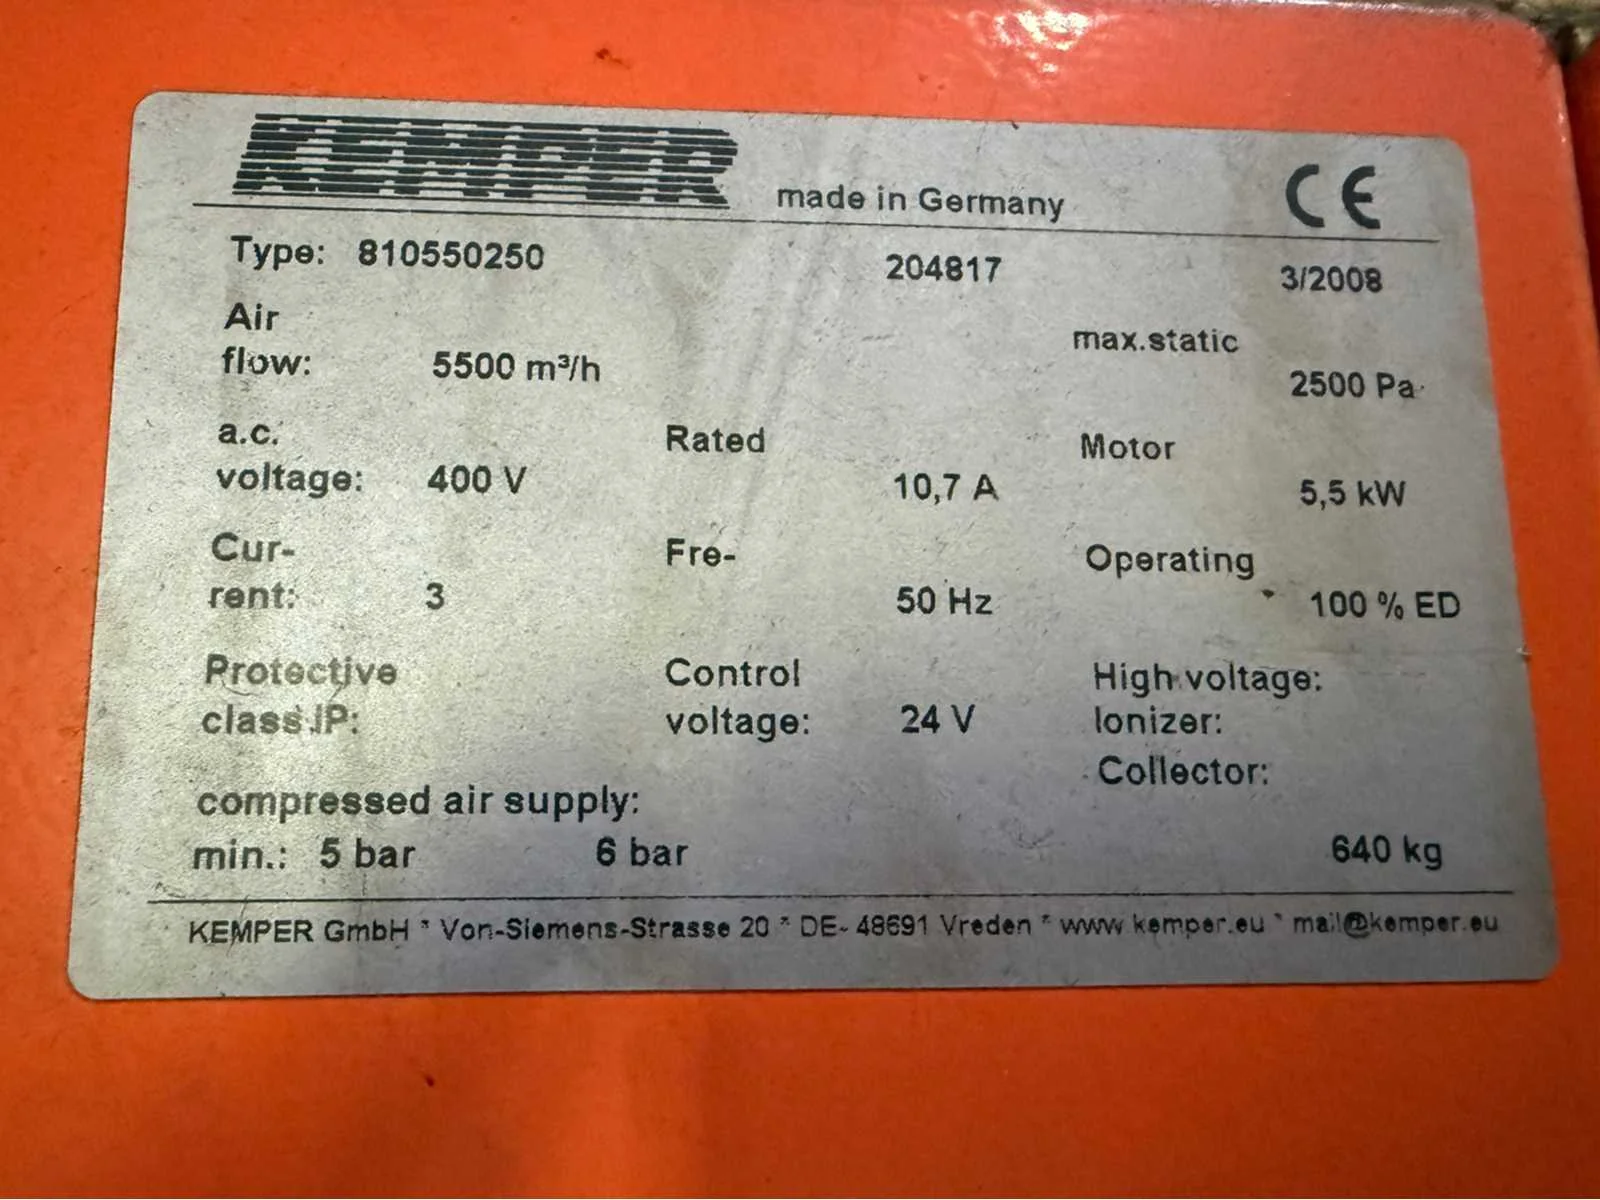 KEMPER made in Germany CE
Type: 810550250 204817 3/2008
Air
flow: 5500 m³/h max.static
2500 Pa
a.c. Rated Motor
voltage: 400 V 10,7 A 5,5 kW
Cur- Fre- Operating
rent: 3 50 Hz 100 % ED
Protective Control High voltage:
class IP: voltage: 24 V Ionizer:
Collector:
compressed air supply:
min.: 5 bar 6 bar 640 kg
KEMPER GmbH * Von-Siemens-Strasse 20 * DE- 48691 Vreden * www.kemper.eu * mail@kemper.eu